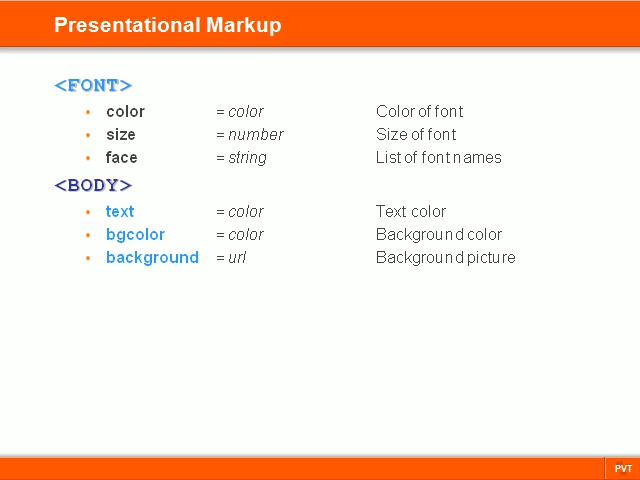 Presentational Markup
<FONT>
• color = color Color of font
• size = number Size of font
• face = string List of font names
<BODY>
• text = color Text color
• bgcolor = color Background color
• background = url Background picture
PVT